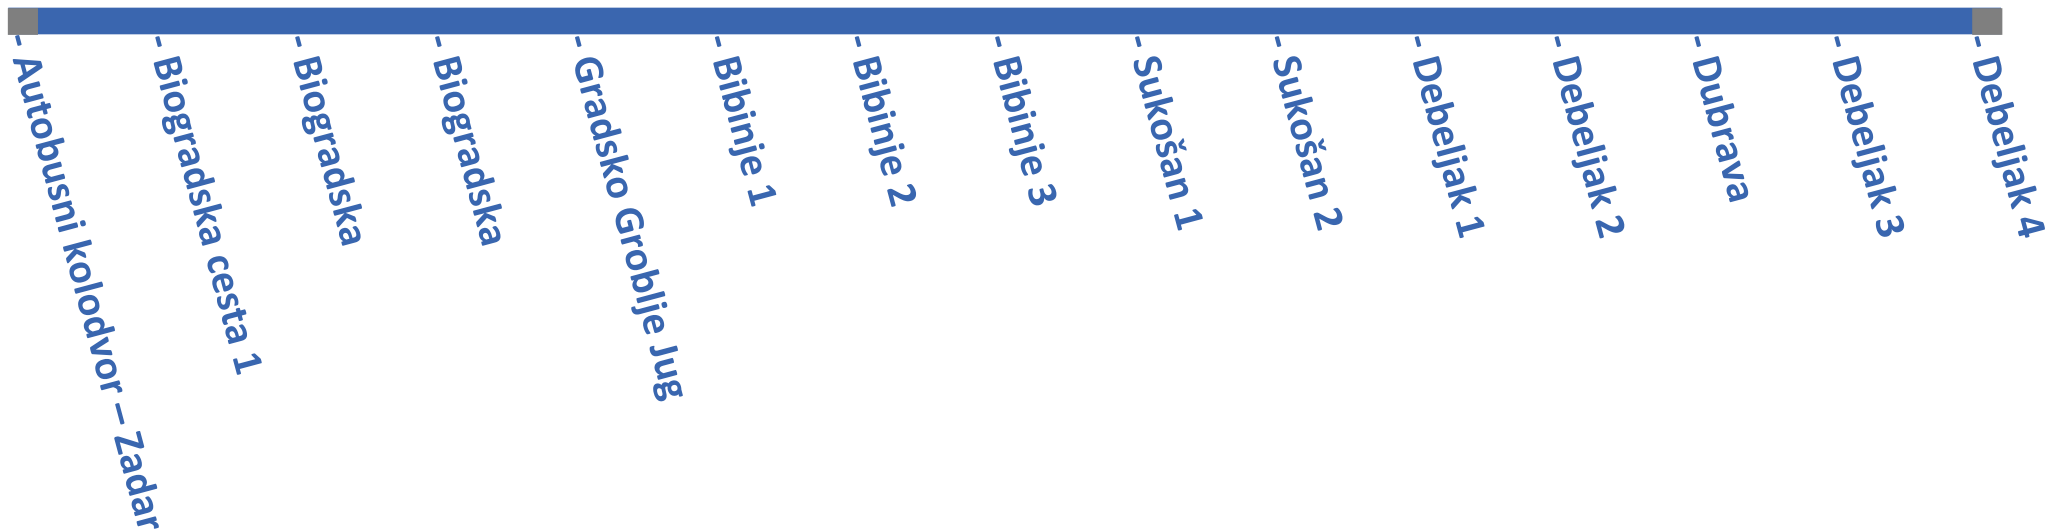 - Autobusni kolodvor – Zadar
- Biogradska cesta 1
- Biogradska
- Biogradska
- Gradsko Groblje Jug
- Bibinje 1
- Bibinje 2
- Bibinje 3
- Sukošan 1
- Sukošan 2
- Debeljak 1
- Debeljak 2
- Dubrava
- Debeljak 3
- Debeljak 4